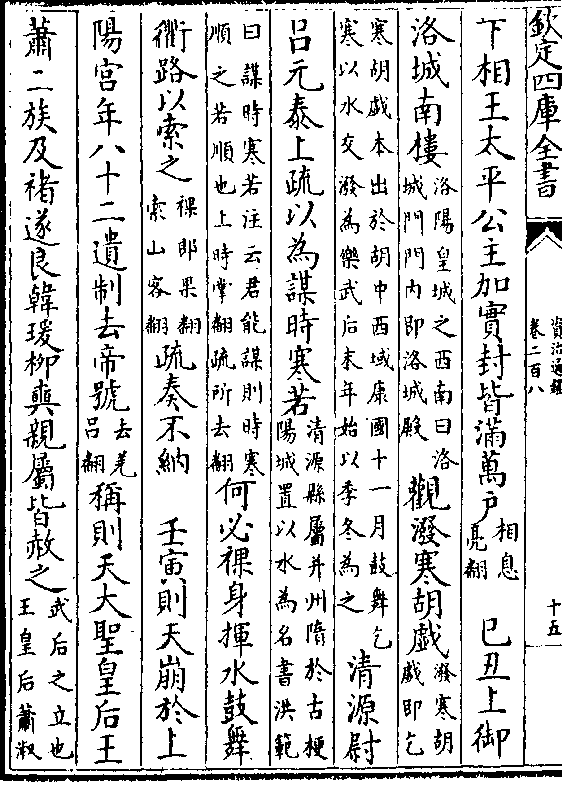 欽定四庫全書
資治通鑑
卷二百八
十五
下相王太平公主加實封皆滿萬戶相息亮翻 己丑上御
洛城南樓洛陽皇城之西南曰洛城門門内即洛城殿觀潑寒胡戲潑寒胡戲即乞
寒胡戲本出於胡中西域康國十一月鼓舞乞寒以水交潑為樂武后末年始以季冬為之 清源尉
吕元泰上疏以為謀時寒若清源縣屬并州隋於古梗陽城置以水為名書洪範
曰謀時寒若注云君能謀則時寒順之若順也上時掌翻疏所去翻何必裸身揮水鼓舞
衢路以索之裸郎果翻索山客翻疏奏不納 壬寅則天崩於上
陽宮年八十二遺制去帝號去羌吕翻稱則天大聖皇后王
蕭二族及褚遂良韓瑗柳奭親屬皆赦之武后之立也王皇后蕭淑